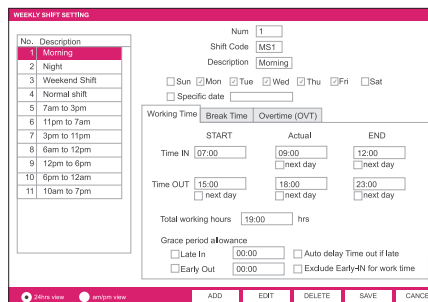 WEEKLY SHIFT SETTING
Num 1
Shift Code MS1
Description Morning
Sun Mon Tue Wed Thu Fri Sat
Specific date
No. Description
1 Morning
2 Night
3 Weekend Shift
4 Normal shift
5 7am to 3pm
6 11pm to 7am
7 3pm to 11pm
8 6am to 12pm
9 12pm to 6pm
10 6pm to 12am
11 10am to 7pm
Working Time Break Time Overtime (OVT)
START Actual END
Time IN 07:00 09:00 12:00
next day next day
Time OUT 15:00 18:00 23:00
next day next day next day
Total working hours 19:00 hrs
Grace period allowance
Late In 00:00 Auto delay Time out if late
Early Out 00:00 Exclude Early-IN for work time
24hrs view am/pm view ADD EDIT DELETE SAVE CANCE